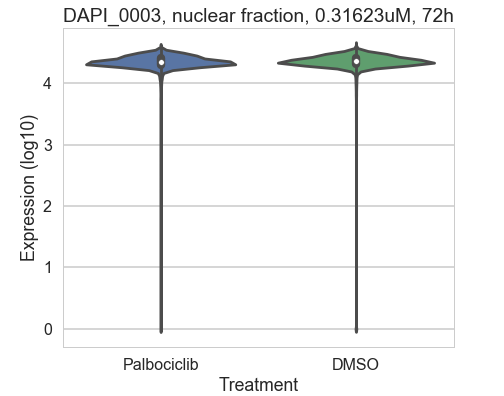 DAPI_0003, nuclear fraction, 0.31623uM, 72h
4
3
2
1
0
Expression (log10)
Palbociclib
DMSO
Treatment